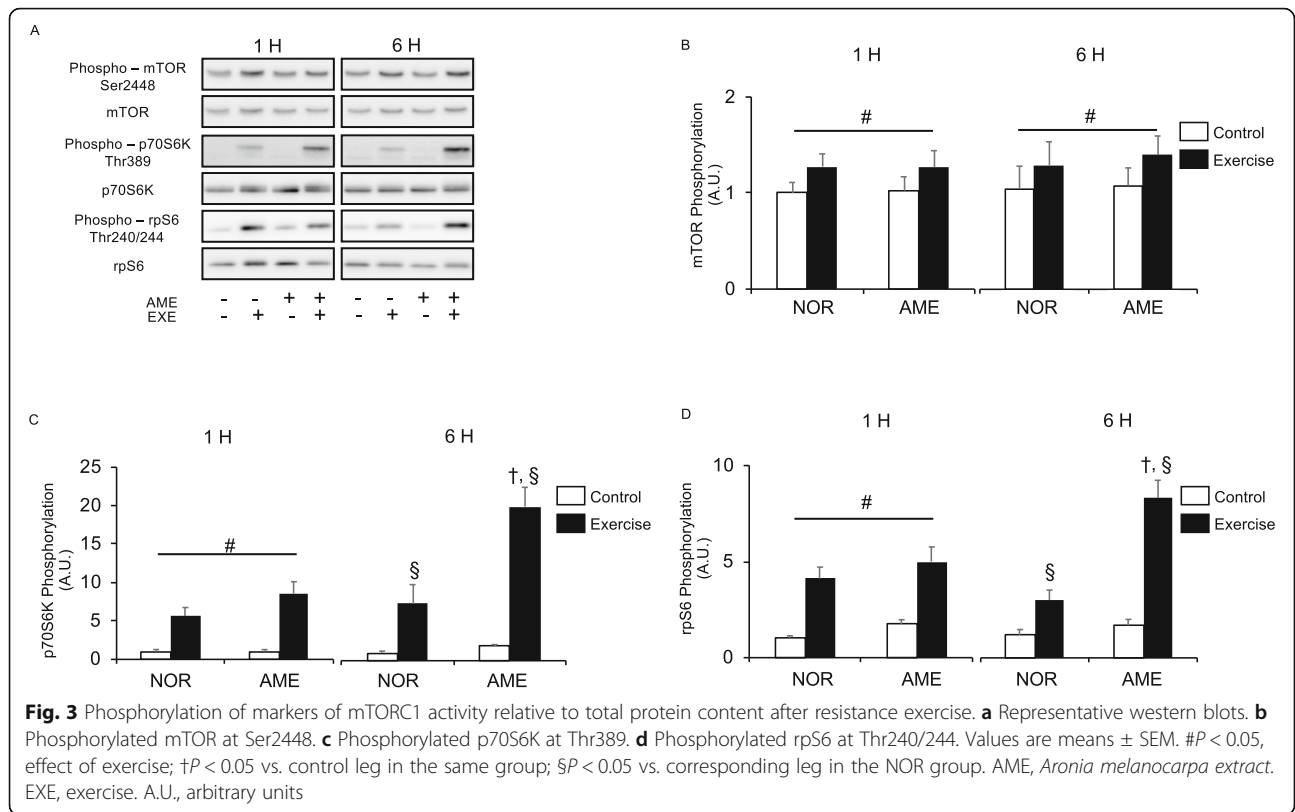 A
1 H 6 H
Phospho – mTOR
Ser2448
mTOR
Phospho – p70S6K
Thr389
p70S6K
Phospho – rpS6
Thr240/244
rpS6
AME - - + + - - + +
EXE - + - + - + - +
B
1 H 6 H
mTOR Phosphorylation
(A.U.)
2
1
0
# #
Control
Exercise
NOR AME NOR AME
C
1 H 6 H
p70S6K Phosphorylation
(A.U.)
25
20
15
10
5
0
#
§
†, §
Control
Exercise
NOR AME NOR AME
D
1 H 6 H
rpS6 Phosphorylation
(A.U.)
10
5
0
#
§
†, §
Control
Exercise
NOR AME NOR AME
Fig. 3 Phosphorylation of markers of mTORC1 activity relative to total protein content after resistance exercise. a Representative western blots. b
Phosphorylated mTOR at Ser2448. c Phosphorylated p70S6K at Thr389. d Phosphorylated rpS6 at Thr240/244. Values are means ± SEM. #P < 0.05,
effect of exercise; †P < 0.05 vs. control leg in the same group; §P < 0.05 vs. corresponding leg in the NOR group. AME, Aronia melanocarpa extract.
EXE, exercise. A.U., arbitrary units